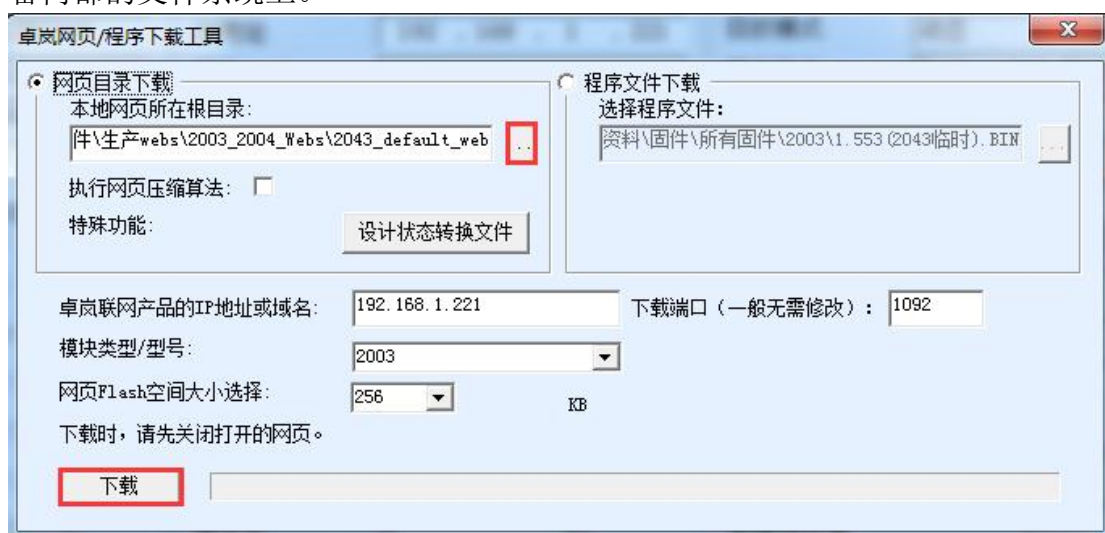 卓岚网页/程序下载工具
网页目录下载
本地网页所在根目录:
件\生产webs\2003_2004_Webs\2043_default_web
..
执行网页压缩算法:
特殊功能:
设计状态转换文件
程序文件下载
选择程序文件:
资料\固件\所有固件\2003\1.553(2043临时).BIN
...
卓岚联网产品的IP地址或域名:
192.168.1.221
下载端口（一般无需修改）:
1092
模块类型/型号:
2003
网页Flash空间大小选择:
256
KB
下载时，请先关闭打开的网页。
下载